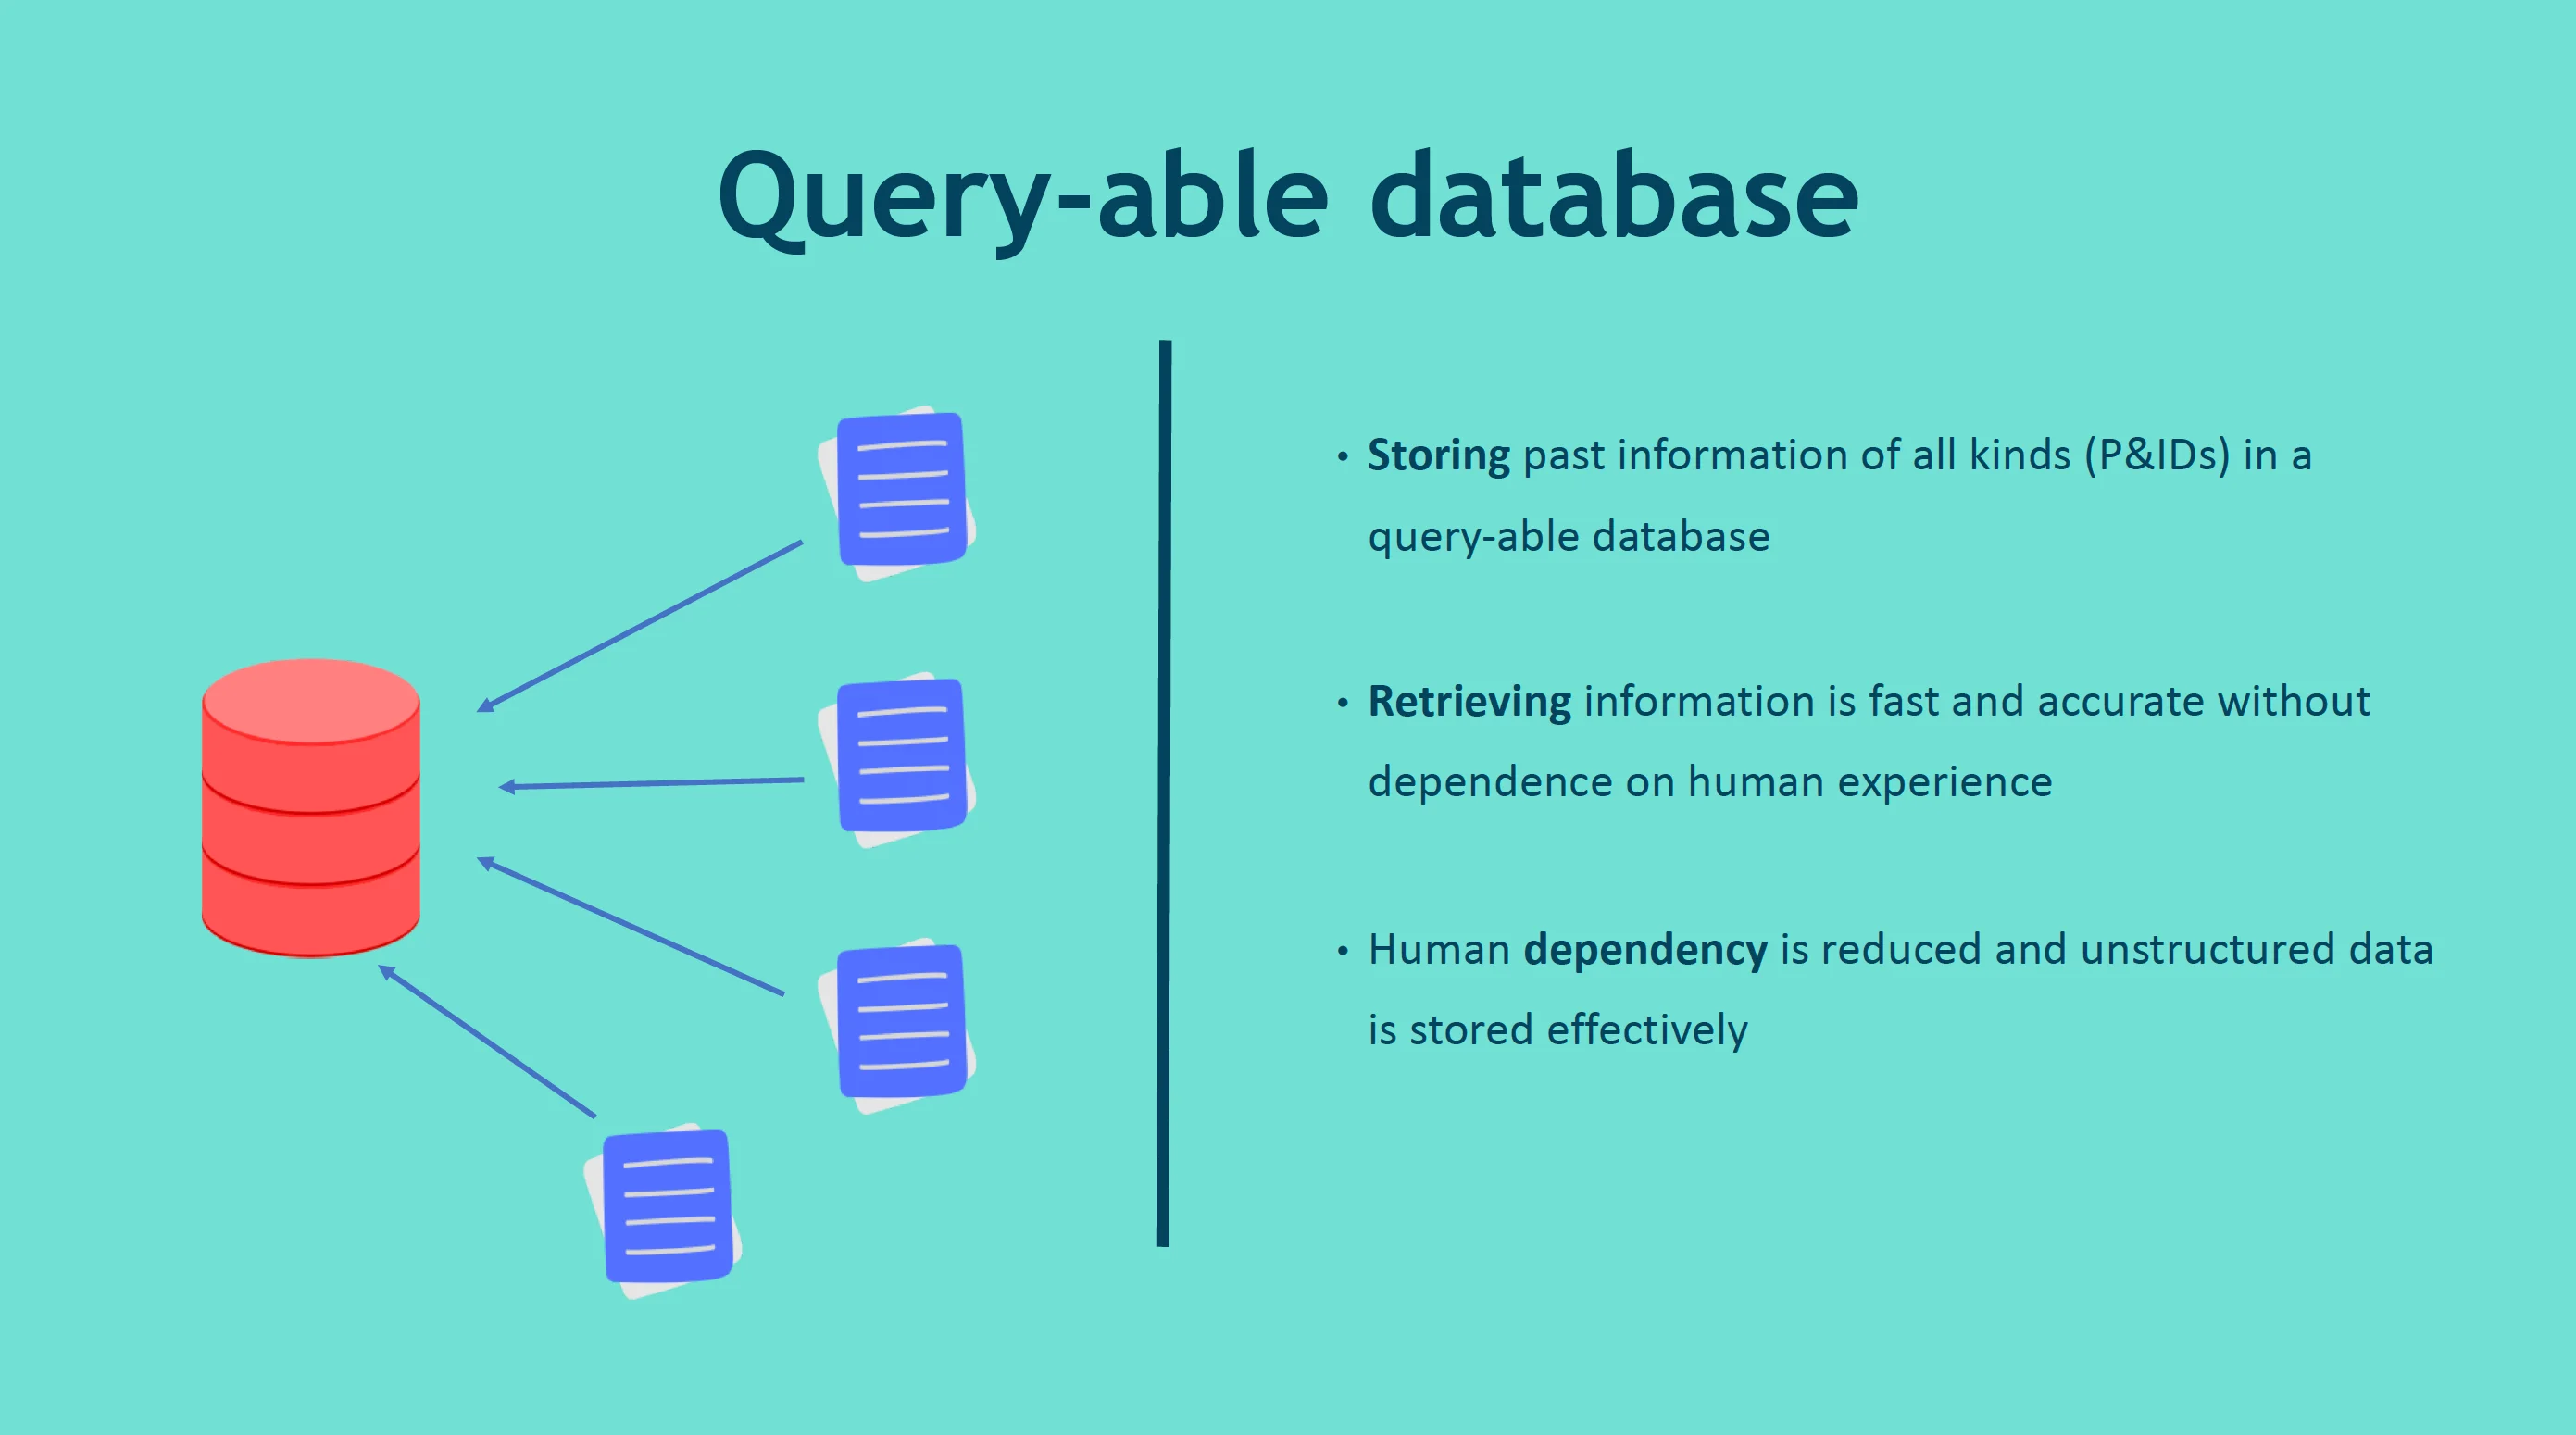 Query-able database
• Storing past information of all kinds (P&IDs) in a
query-able database
• Retrieving information is fast and accurate without
dependence on human experience
• Human dependency is reduced and unstructured data
is stored effectively